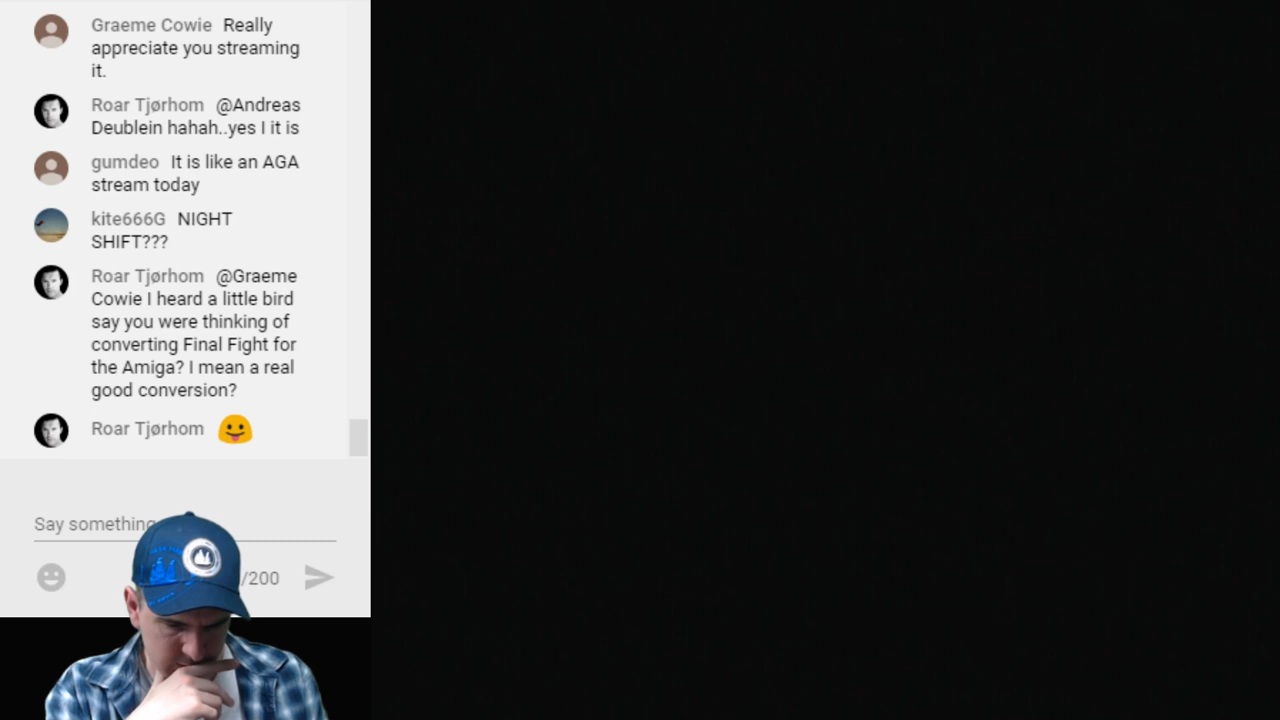 Graeme Cowie Really
appreciate you streaming
it.
Roar Tjørhom @Andreas
Deublein hahah..yes I it is
gumdeo It is like an AGA
stream today
kite666G NIGHT
SHIFT???
Roar Tjørhom @Graeme
Cowie I heard a little bird
say you were thinking of
converting Final Fight for
the Amiga? I mean a real
good conversion?
Roar Tjørhom
Say something
/200